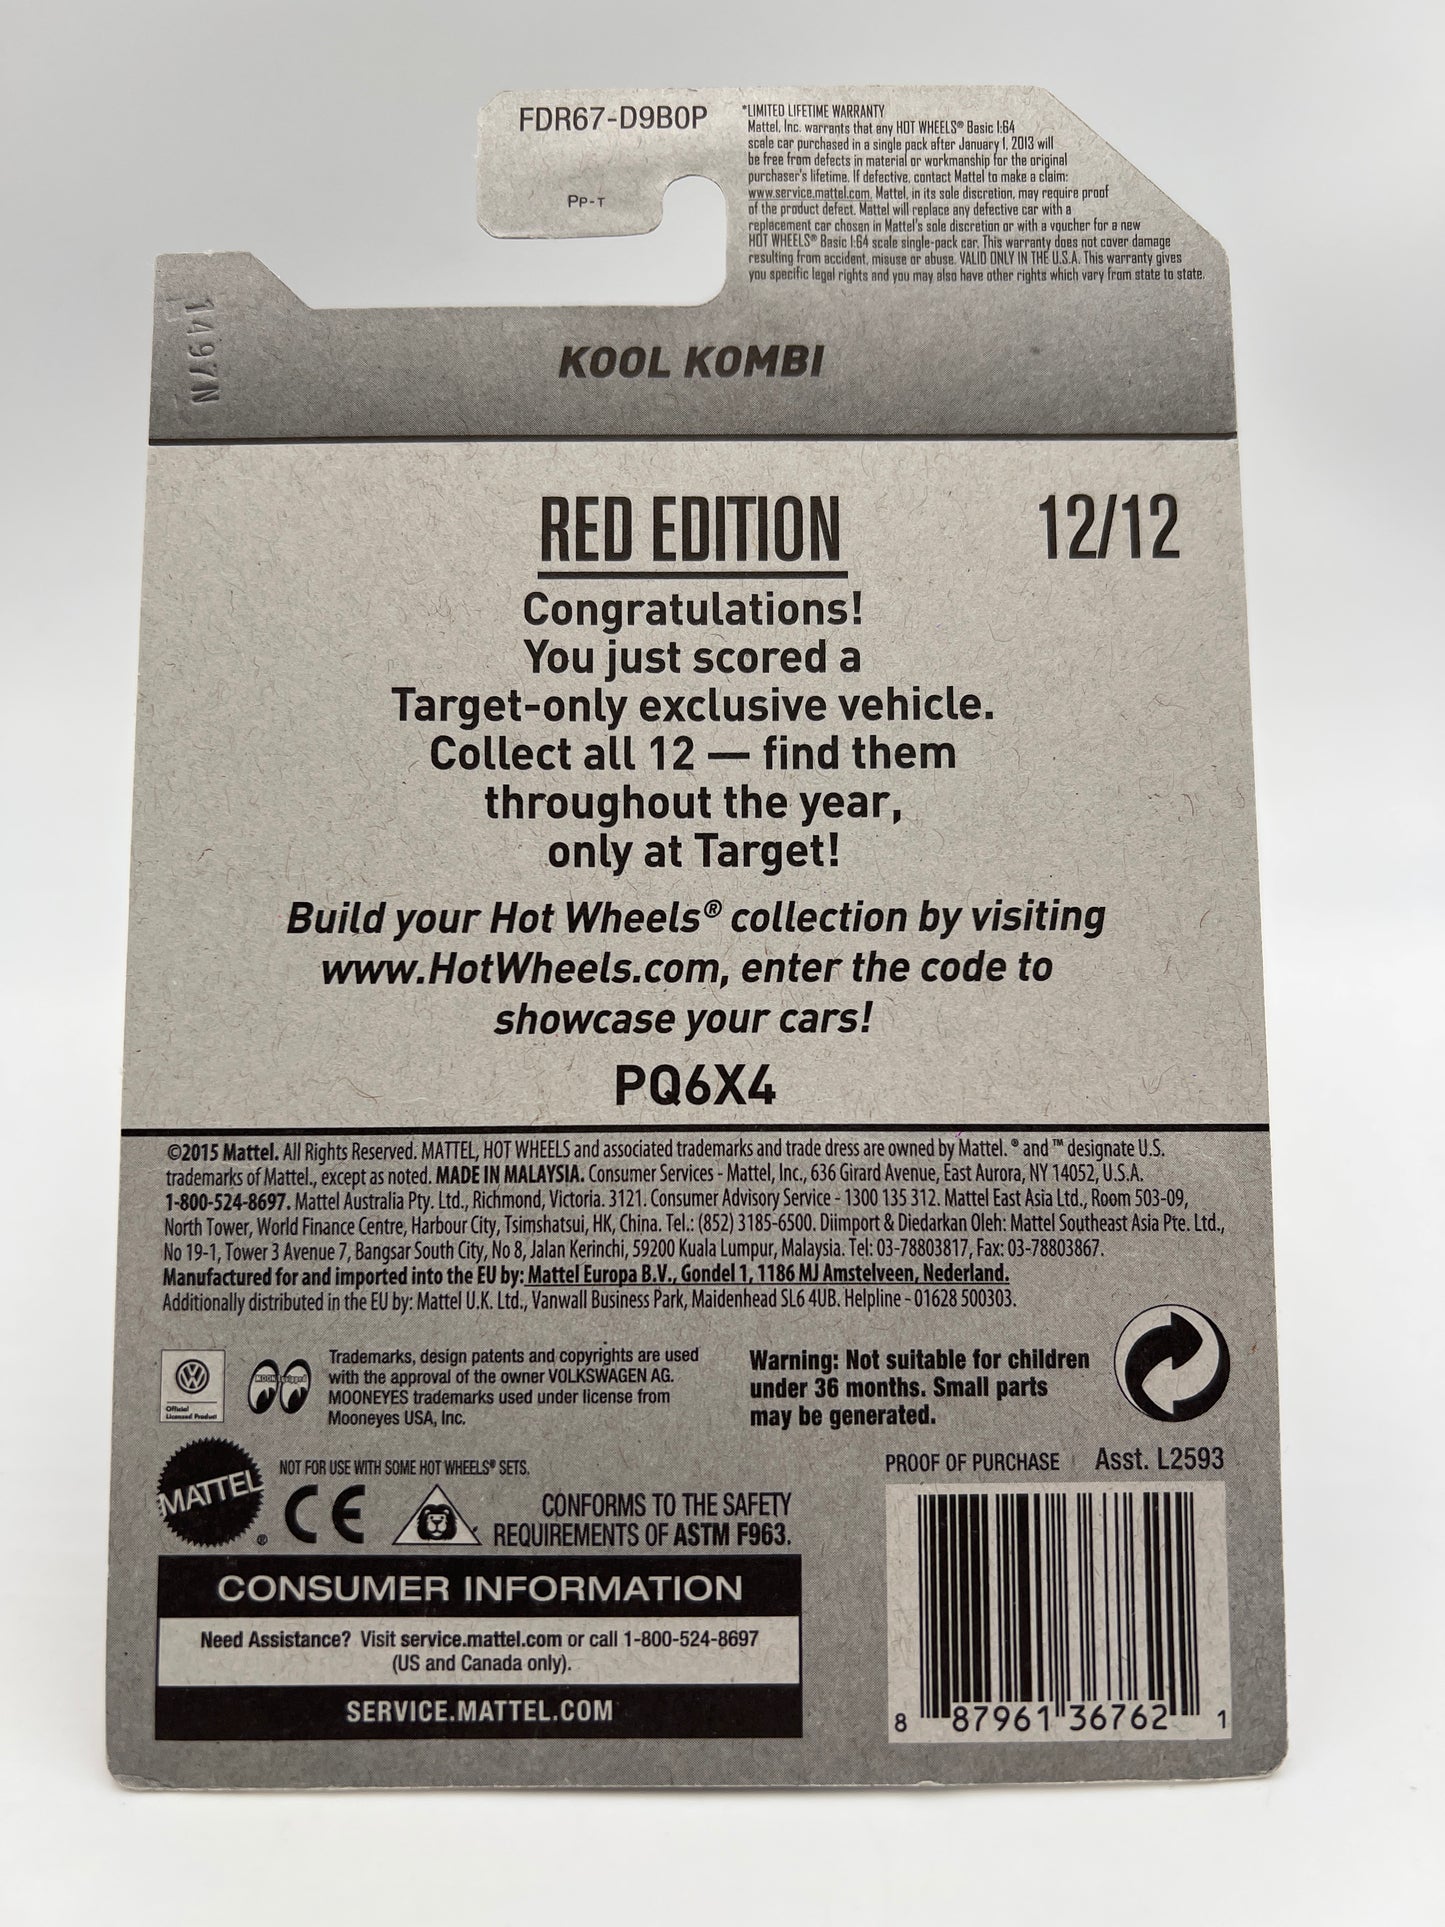 FDR67-D9B0P
Pp-T
*LIMITED LIFETIME WARRANTY
Mattel, Inc. warrants that any HOT WHEELS® Basic 1:64
scale car purchased in a single pack after January 1, 2013 will
be free from defects in material or workmanship for the original
purchaser's lifetime. If defective, contact Mattel to make a claim:
www.service.mattel.com. Mattel, in its sole discretion, may require proof
of the product defect. Mattel will replace any defective car with a
replacement car chosen in Mattel's sole discretion or with a voucher for a new
HOT WHEELS® Basic 1:64 scale single-pack car. This warranty does not cover damage
resulting from accident, misuse or abuse. VALID ONLY IN THE U.S.A. This warranty gives
you specific legal rights and you may also have other rights which vary from state to state.
1497N
KOOL KOMBI
RED EDITION
12/12
Congratulations!
You just scored a
Target-only exclusive vehicle.
Collect all 12 — find them
throughout the year,
only at Target!
Build your Hot Wheels® collection by visiting
www.HotWheels.com, enter the code to
showcase your cars!
PQ6X4
©2015 Mattel. All Rights Reserved. MATTEL, HOT WHEELS and associated trademarks and trade dress are owned by Mattel. ® and ™ designate U.S.
trademarks of Mattel., except as noted. MADE IN MALAYSIA. Consumer Services - Mattel, Inc., 636 Girard Avenue, East Aurora, NY 14052, U.S.A.
1-800-524-8697. Mattel Australia Pty. Ltd., Richmond, Victoria. 3121. Consumer Advisory Service - 1300 135 312. Mattel East Asia Ltd., Room 503-09,
North Tower, World Finance Centre, Harbour City, Tsimshatsui, HK, China. Tel.: (852) 3185-6500. Diimport & Diedarkan Oleh: Mattel Southeast Asia Pte. Ltd.,
No 19-1, Tower 3 Avenue 7, Bangsar South City, No 8, Jalan Kerinchi, 59200 Kuala Lumpur, Malaysia. Tel: 03-78803817, Fax: 03-78803867.
Manufactured for and imported into the EU by: Mattel Europa B.V., Gondel 1, 1186 MJ Amstelveen, Nederland.
Additionally distributed in the EU by: Mattel U.K. Ltd., Vanwall Business Park, Maidenhead SL6 4UB. Helpline - 01628 500303.
Official
Licensed Product
MOON Equipped
Trademarks, design patents and copyrights are used
with the approval of the owner VOLKSWAGEN AG.
MOONEYES trademarks used under license from
Mooneyes USA, Inc.
Warning: Not suitable for children
under 36 months. Small parts
may be generated.
MATTEL®
NOT FOR USE WITH SOME HOT WHEELS® SETS.
CE
CONFORMS TO THE SAFETY
REQUIREMENTS OF ASTM F963.
PROOF OF PURCHASE
Asst. L2593
CONSUMER INFORMATION
Need Assistance? Visit service.mattel.com or call 1-800-524-8697
(US and Canada only).
SERVICE.MATTEL.COM
8 87961 36762 1